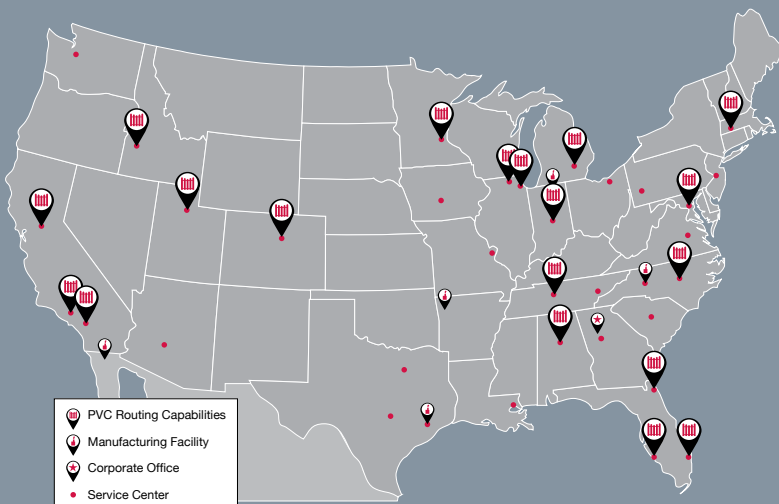 PVC Routing Capabilities
Manufacturing Facility
Corporate Office
Service Center